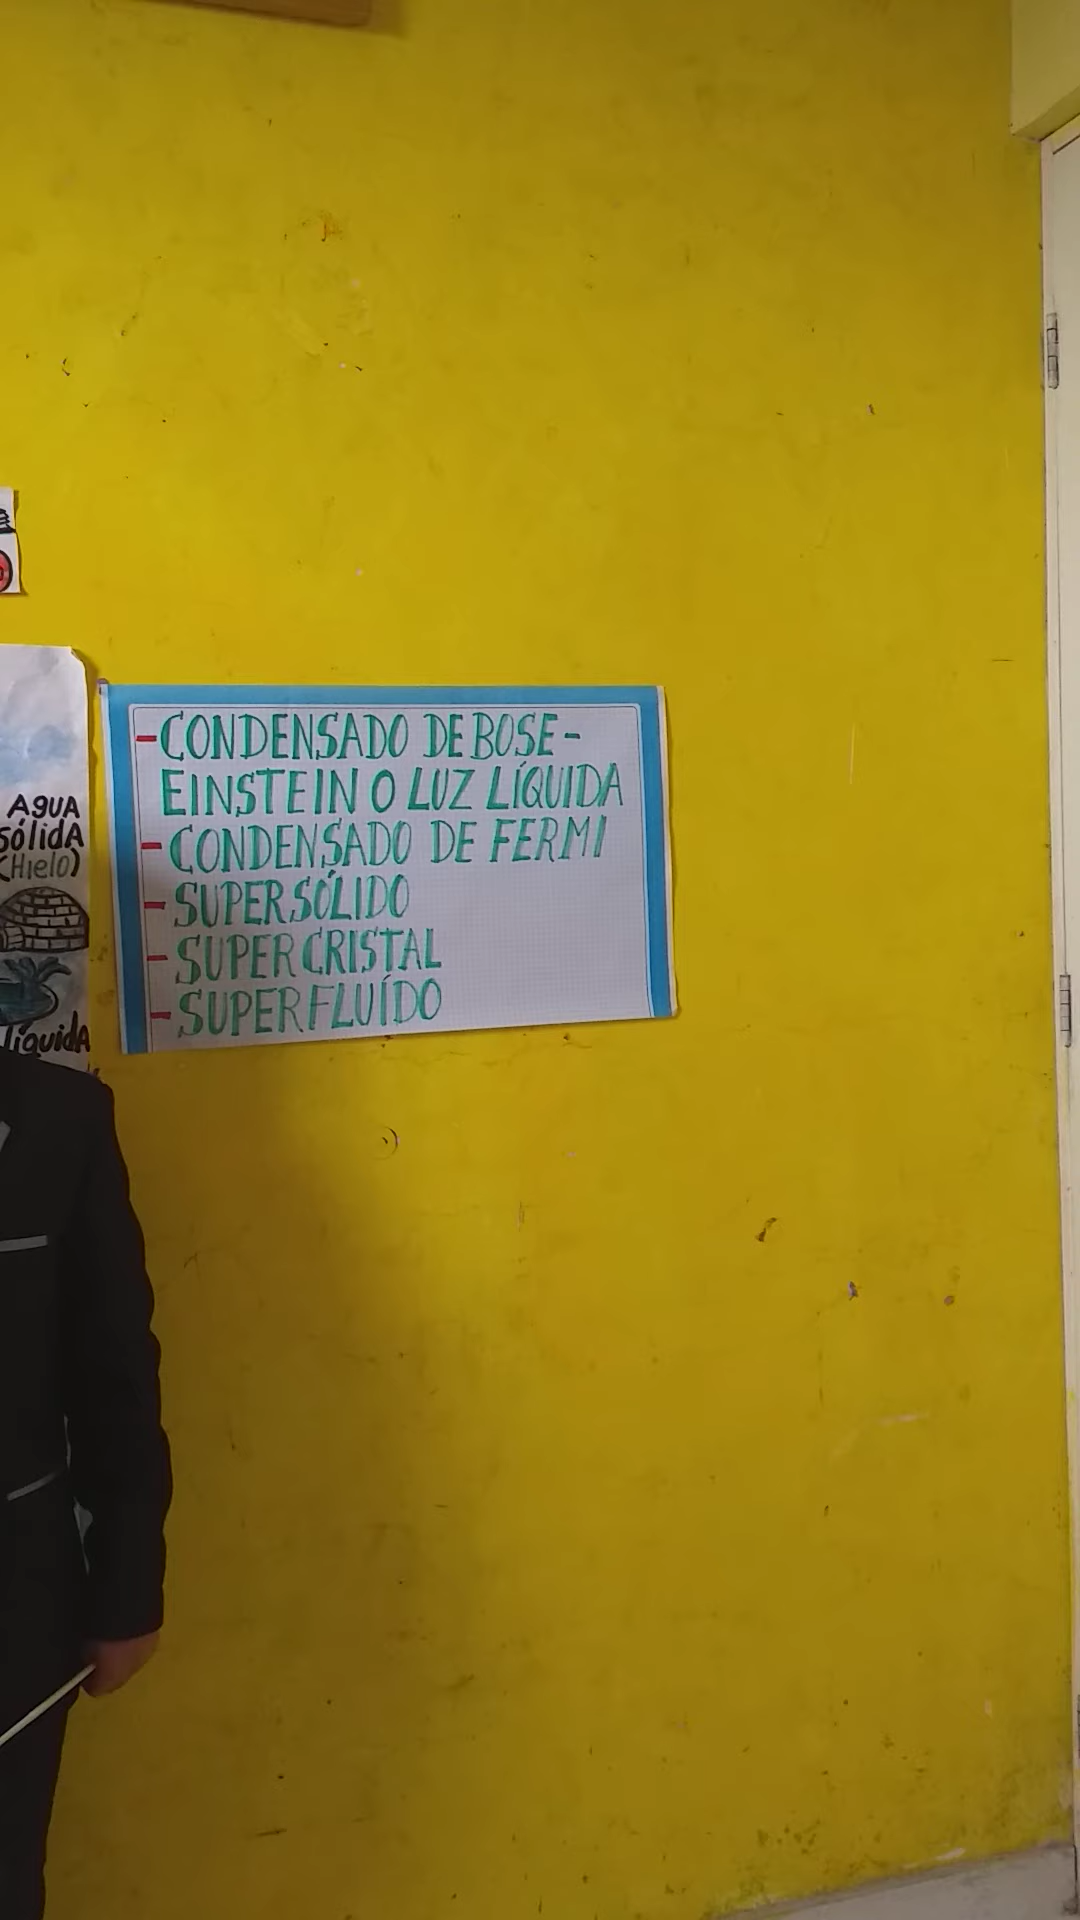 AGUA
sólidA
(Hielo)
líquidA
-CONDENSADO DE BOSE-
EINSTEIN O LUZ LÍQUIDA
-CONDENSADO DE FERMI
-SUPERSÓLIDO
-SUPERCRISTAL
-SUPERFLUÍDO